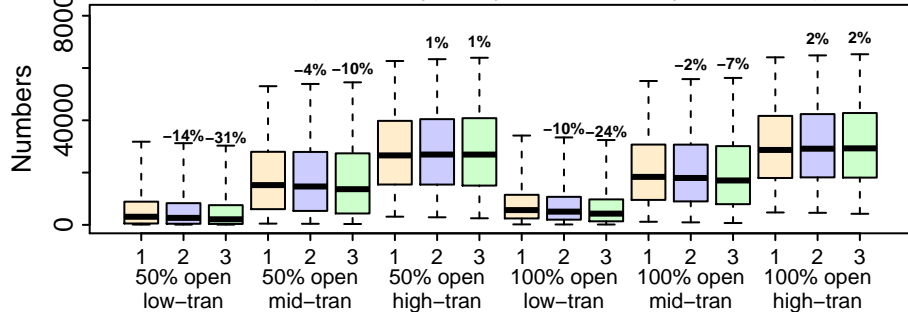 80000
40000
0
Numbers
−14% −31% −4% −10% 1% 1% −10% −24% −2% −7% 2% 2%
1 2 3 1 2 3 1 2 3 1 2 3 1 2 3 1 2 3
50% open 50% open 50% open 100% open 100% open 100% open
low−tran mid−tran high−tran low−tran mid−tran high−tran